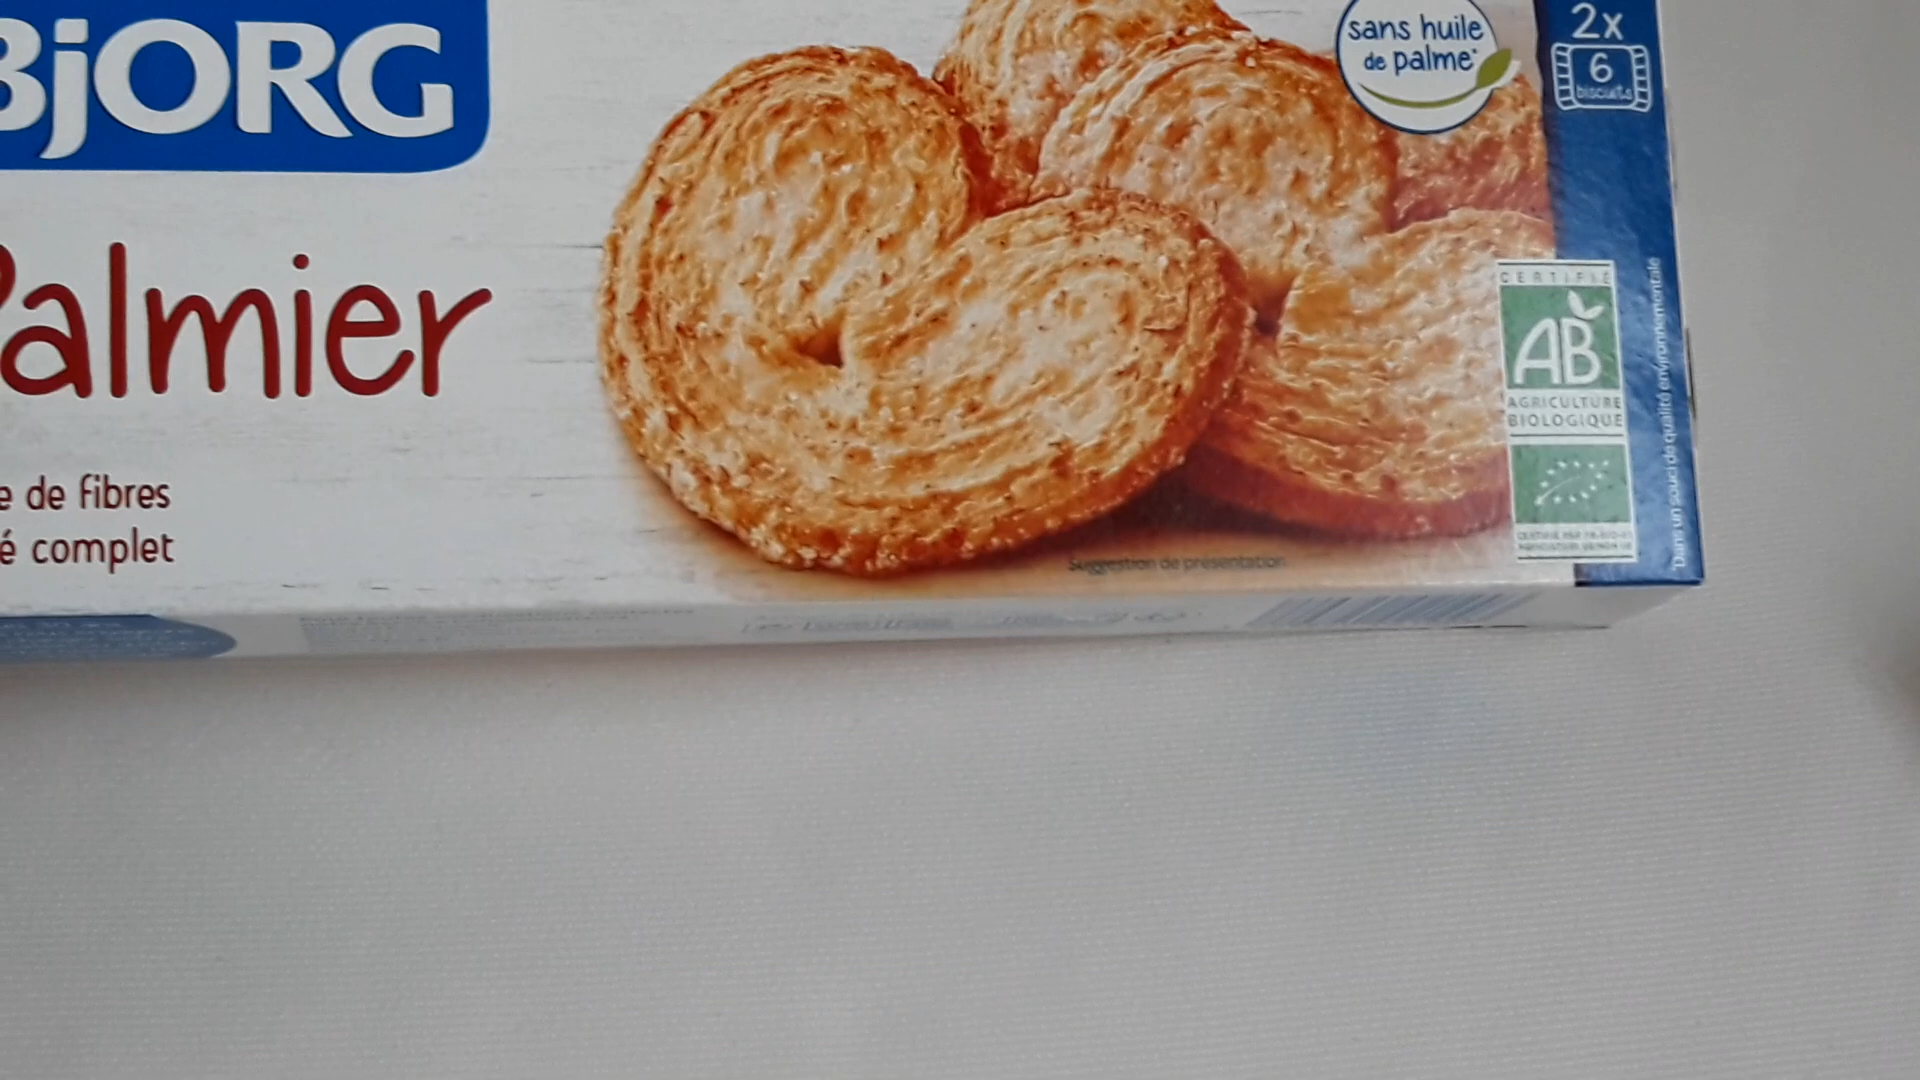 BjORG
sans huile
de palme*
2x
6
biscuits
Palmier
CERTIFIÉ
AB
AGRICULTURE
BIOLOGIQUE
de fibres
complet
Suggestion de présentation
*Dans un souci de qualité environnementale